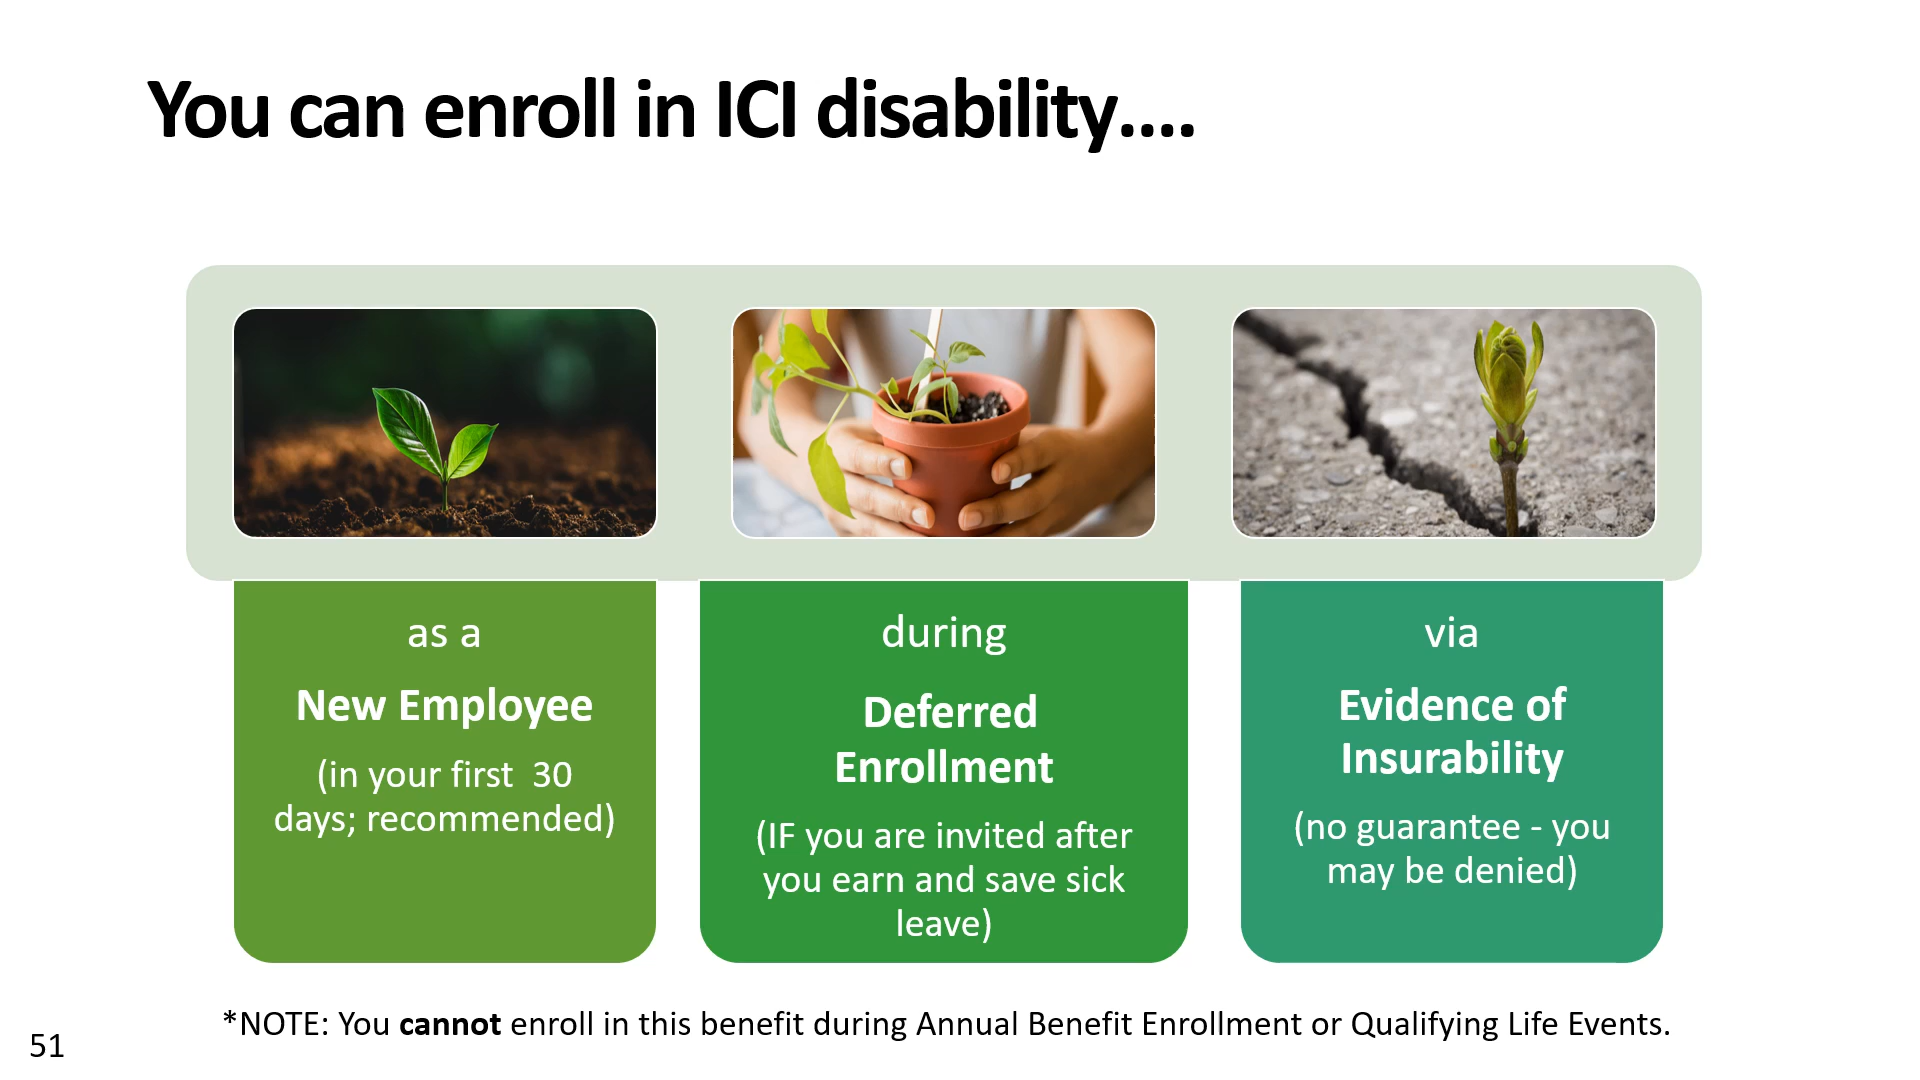 You can enroll in ICI disability....
as a
New Employee
(in your first  30
days; recommended)
during
Deferred
Enrollment
(IF you are invited after
you earn and save sick
leave)
via
Evidence of
Insurability
(no guarantee - you
may be denied)
*NOTE: You cannot enroll in this benefit during Annual Benefit Enrollment or Qualifying Life Events.
51